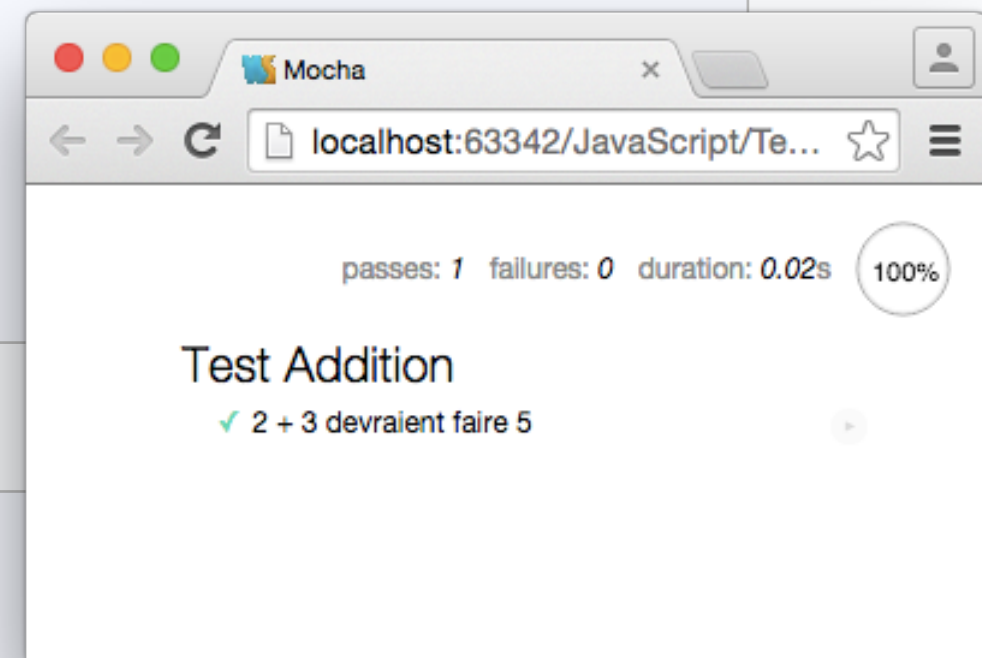 Mocha
localhost:63342/JavaScript/Te...
passes: 1 failures: 0 duration: 0.02s 100%
Test Addition
✓ 2 + 3 devraient faire 5